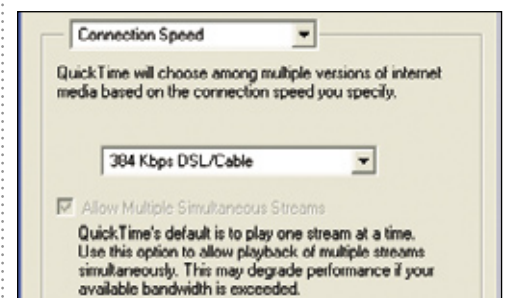 Connection Speed
QuickTime will choose among multiple versions of internet
media based on the connection speed you specify.
384 Kbps DSL/Cable
Allow Multiple Simultaneous Streams
QuickTime's default is to play one stream at a time.
Use this option to allow playback of multiple streams
simultaneously. This may degrade performance if your
available bandwidth is exceeded.